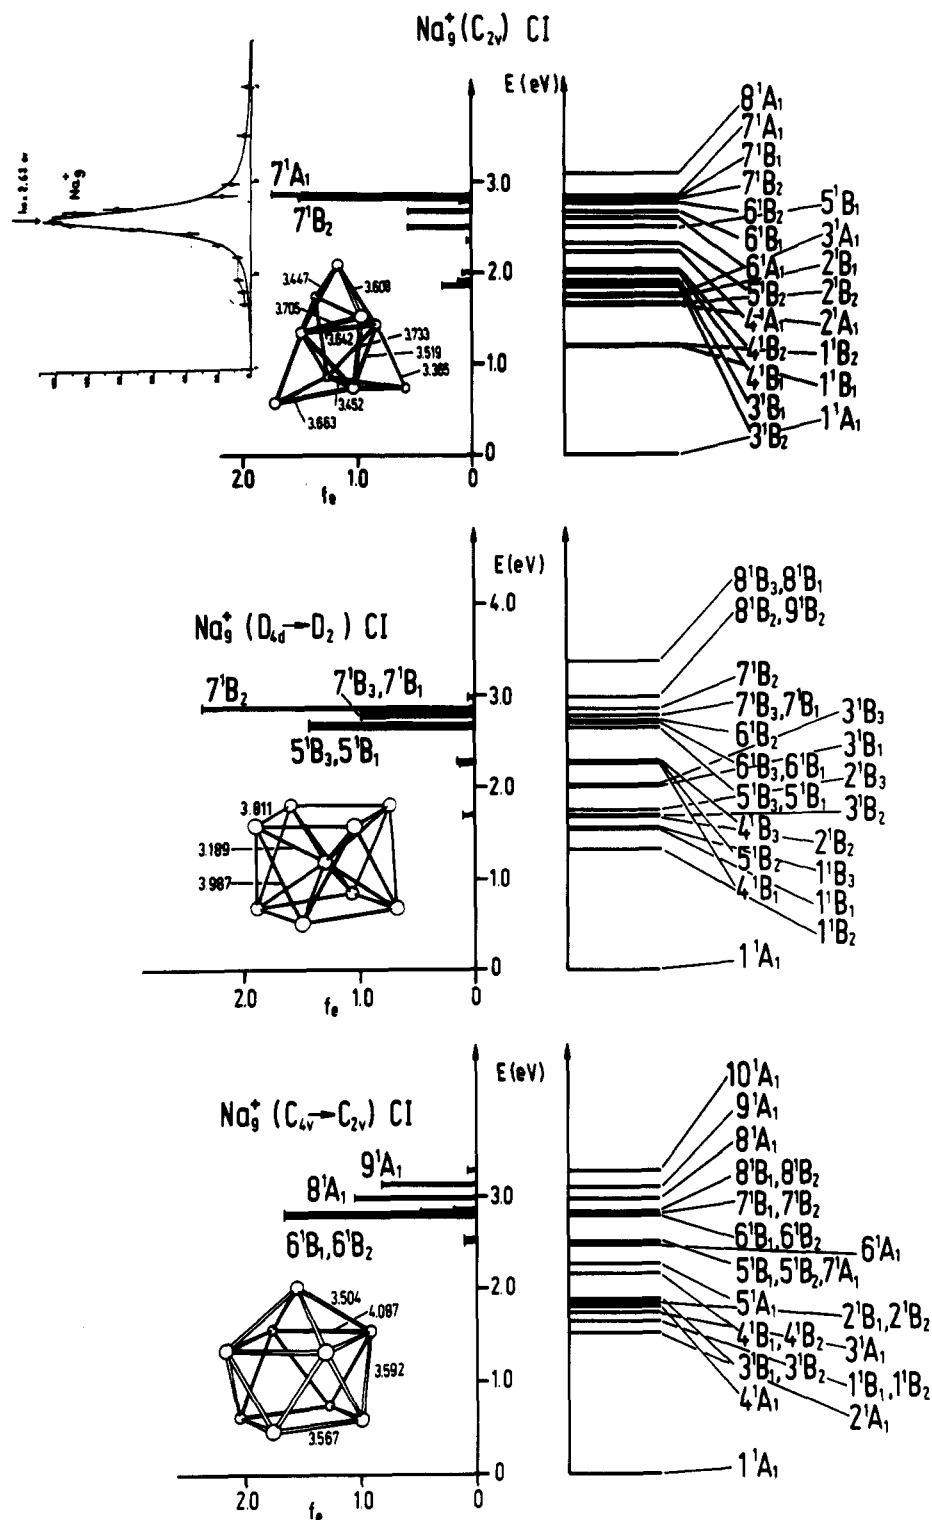 Na₉⁺(C₂ᵥ) CI
E(eV)
hν=2.63 eV
Na₉⁺
7¹A₁
7¹B₂
3.0
2.0
1.0
0
3.447
3.608
3.705
3.642
3.733
3.519
3.385
3.452
3.663
2.0
1.0
0
fₑ
8¹A₁
7¹A₁
7¹B₁
7¹B₂
6¹B₂
5¹B₁
6¹B₁
3¹A₁
6¹A₁
2¹B₁
5¹B₂
2¹B₂
4¹A₁
2¹A₁
4¹B₂
1¹B₂
4¹B₁
1¹B₁
3¹B₁
1¹A₁
3¹B₂
E(eV)
4.0
Na₉⁺ (D₄d→D₂) CI
7¹B₂
7¹B₃,7¹B₁
5¹B₃,5¹B₁
3.0
2.0
1.0
0
3.811
3.189
3.987
2.0
1.0
0
fₑ
8¹B₃,8¹B₁
8¹B₂,9¹B₂
7¹B₂
7¹B₃,7¹B₁
3¹B₃
6¹B₂
3¹B₁
6¹B₃,6¹B₁
2¹B₃
5¹B₃,5¹B₁
3¹B₂
4¹B₃
2¹B₂
5¹B₂
1¹B₃
4¹B₁
1¹B₁
1¹B₂
1¹A₁
E(eV)
Na₉⁺ (C₄ᵥ→C₂ᵥ) CI
9¹A₁
8¹A₁
6¹B₁,6¹B₂
3.0
2.0
1.0
0
3.504
4.087
3.592
3.567
2.0
1.0
0
fₑ
10¹A₁
9¹A₁
8¹A₁
8¹B₁,8¹B₂
7¹B₁,7¹B₂
6¹B₁,6¹B₂
6¹A₁
5¹B₁,5¹B₂,7¹A₁
5¹A₁
2¹B₁,2¹B₂
4¹B₁,4¹B₂
3¹A₁
3¹B₁,3¹B₂
1¹B₁,1¹B₂
4¹A₁
2¹A₁
1¹A₁